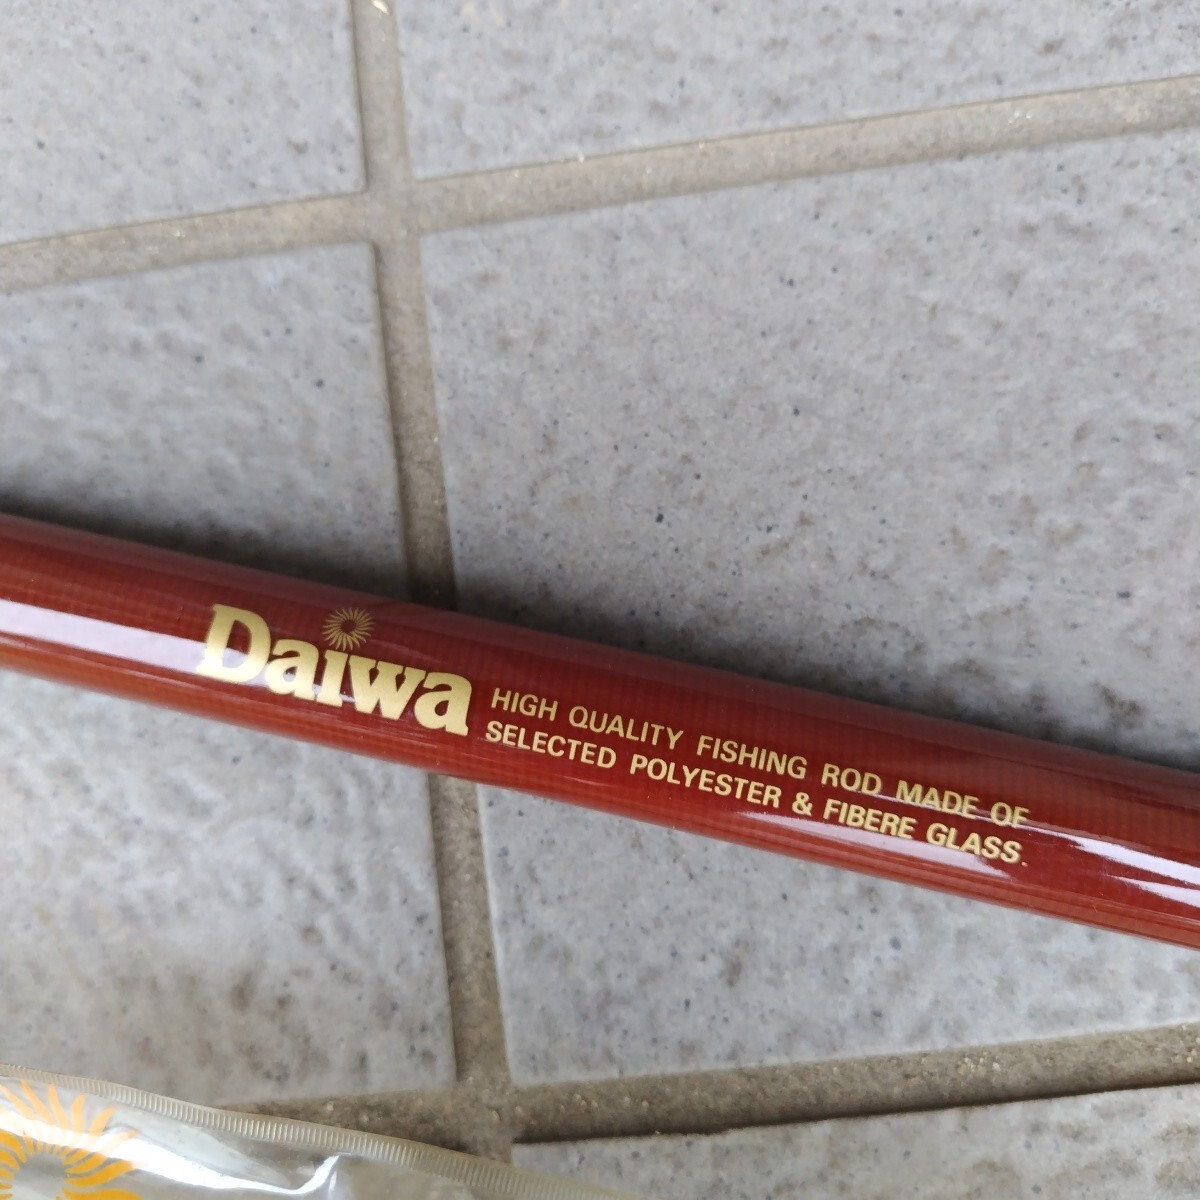 Daiwa
HIGH QUALITY FISHING ROD MADE OF
SELECTED POLYESTER & FIBERE GLASS.